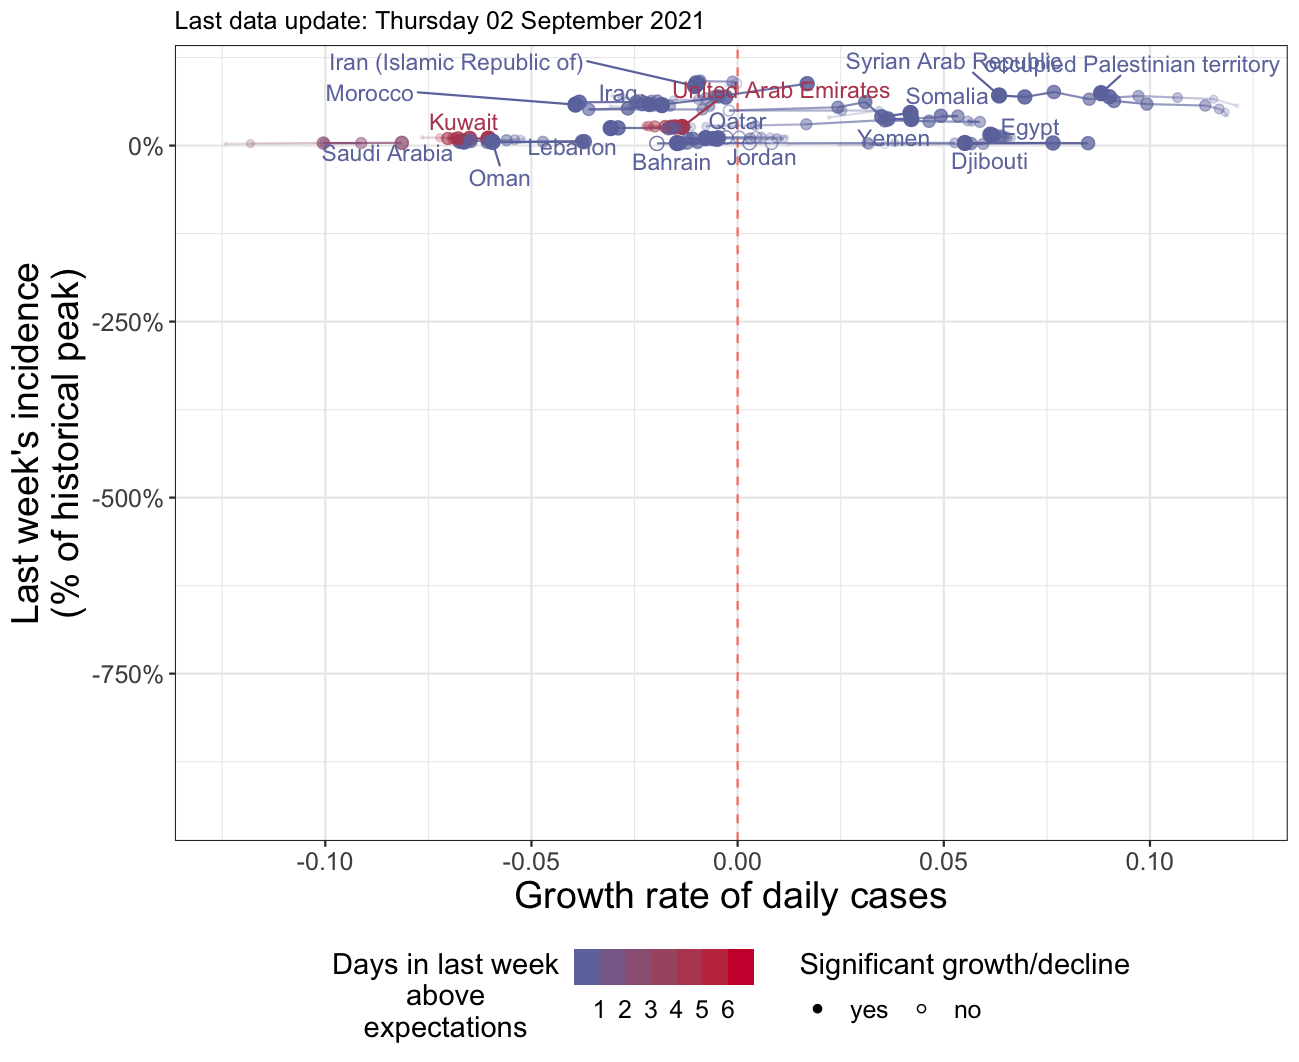 Last data update: Thursday 02 September 2021
Iran (Islamic Republic of)
Syrian Arab Republic
occupied Palestinian territory
Morocco
Iraq
United Arab Emirates
Somalia
Kuwait
Qatar
Egypt
Yemen
Saudi Arabia
Lebanon
Bahrain
Jordan
Djibouti
Oman
0%
-250%
-500%
-750%
Last week's incidence
(% of historical peak)
-0.10
-0.05
0.00
0.05
0.10
Growth rate of daily cases
Days in last week
above
expectations
1 2 3 4 5 6
Significant growth/decline
yes
no